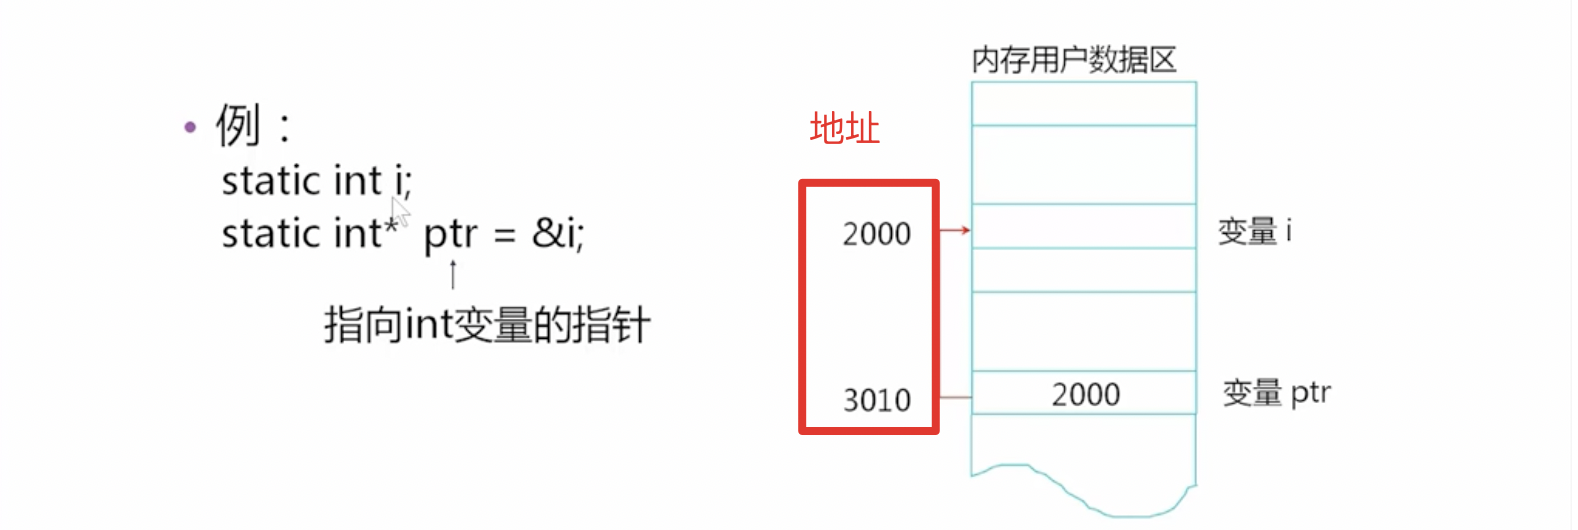 • 例：
static int i;
static int* ptr = &i;
指向int变量的指针
内存用户数据区
地址
2000
变量 i
3010
2000
变量 ptr